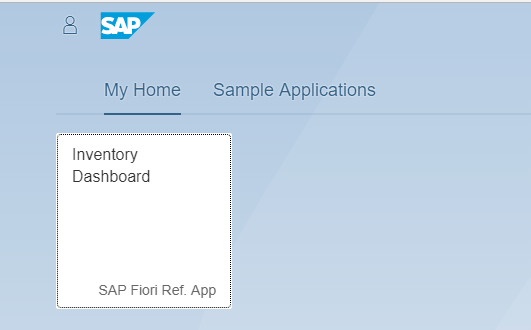 SAP
My Home Sample Applications
Inventory
Dashboard
SAP Fiori Ref. App